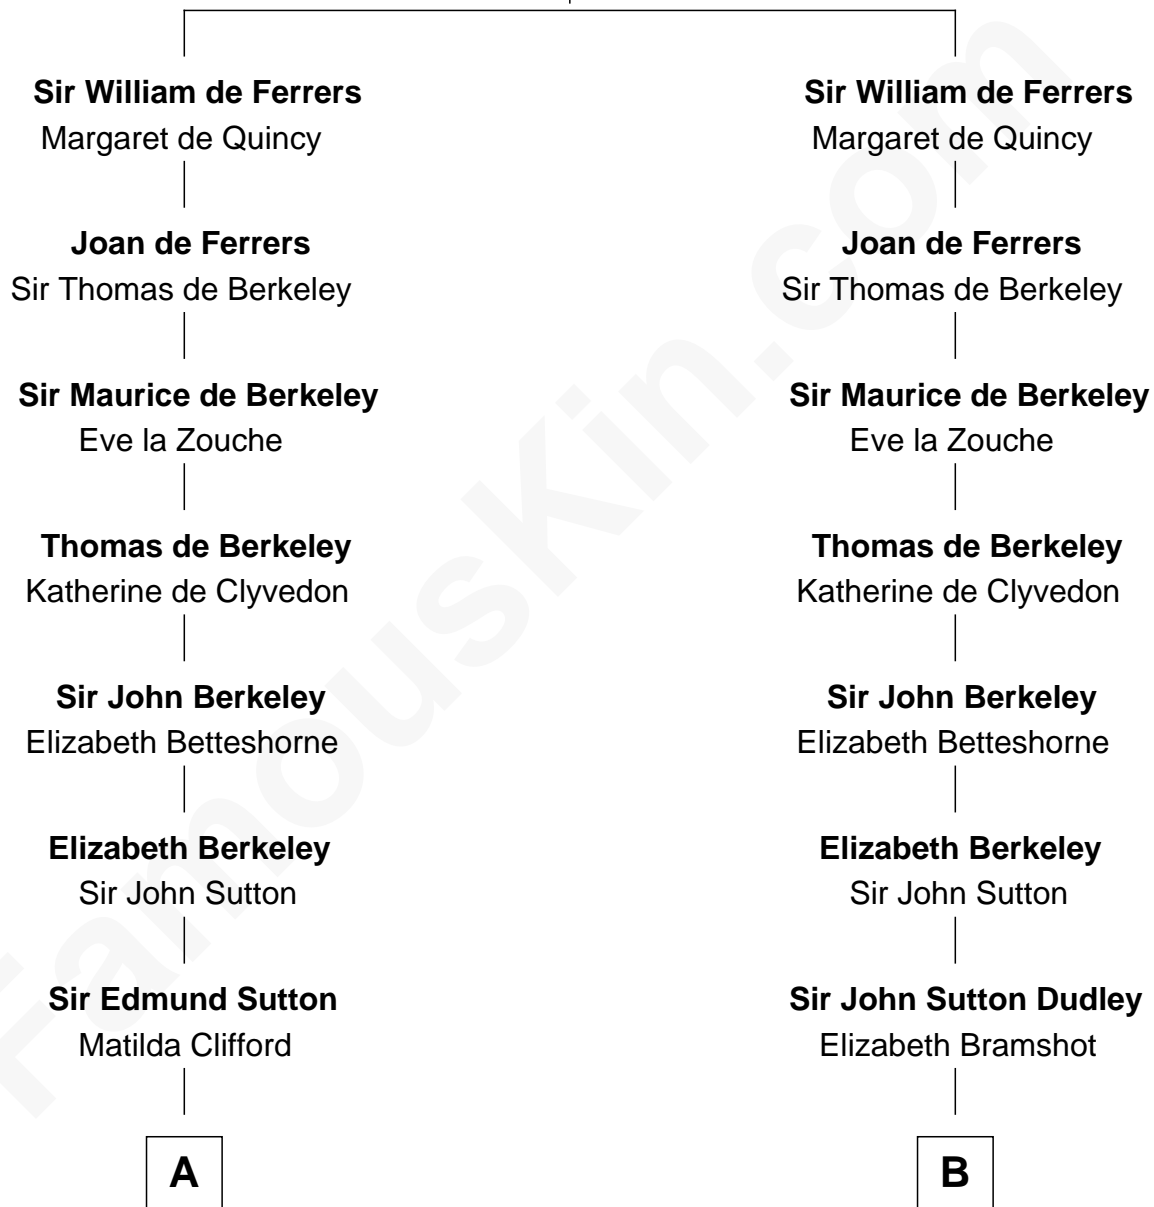 Sir William de Ferrers
Margaret de Quincy
Joan de Ferrers
Sir Thomas de Berkeley
Sir Maurice de Berkeley
Eve la Zouche
Thomas de Berkeley
Katherine de Clyvedon
Sir John Berkeley
Elizabeth Betteshorne
Elizabeth Berkeley
Sir John Sutton
Sir Edmund Sutton
Matilda Clifford
A
Sir William de Ferrers
Margaret de Quincy
Joan de Ferrers
Sir Thomas de Berkeley
Sir Maurice de Berkeley
Eve la Zouche
Thomas de Berkeley
Katherine de Clyvedon
Sir John Berkeley
Elizabeth Betteshorne
Elizabeth Berkeley
Sir John Sutton
Sir John Sutton Dudley
Elizabeth Bramshot
B
FamousKin.com